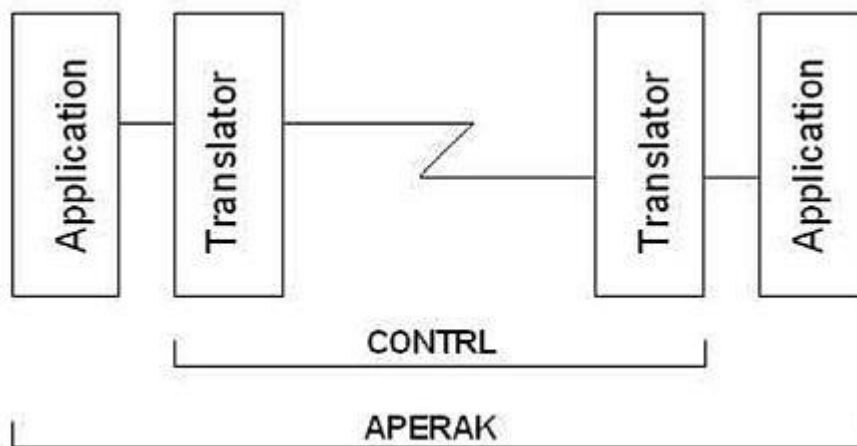 Application
Translator
Translator
Application
CONTRL
APERAK